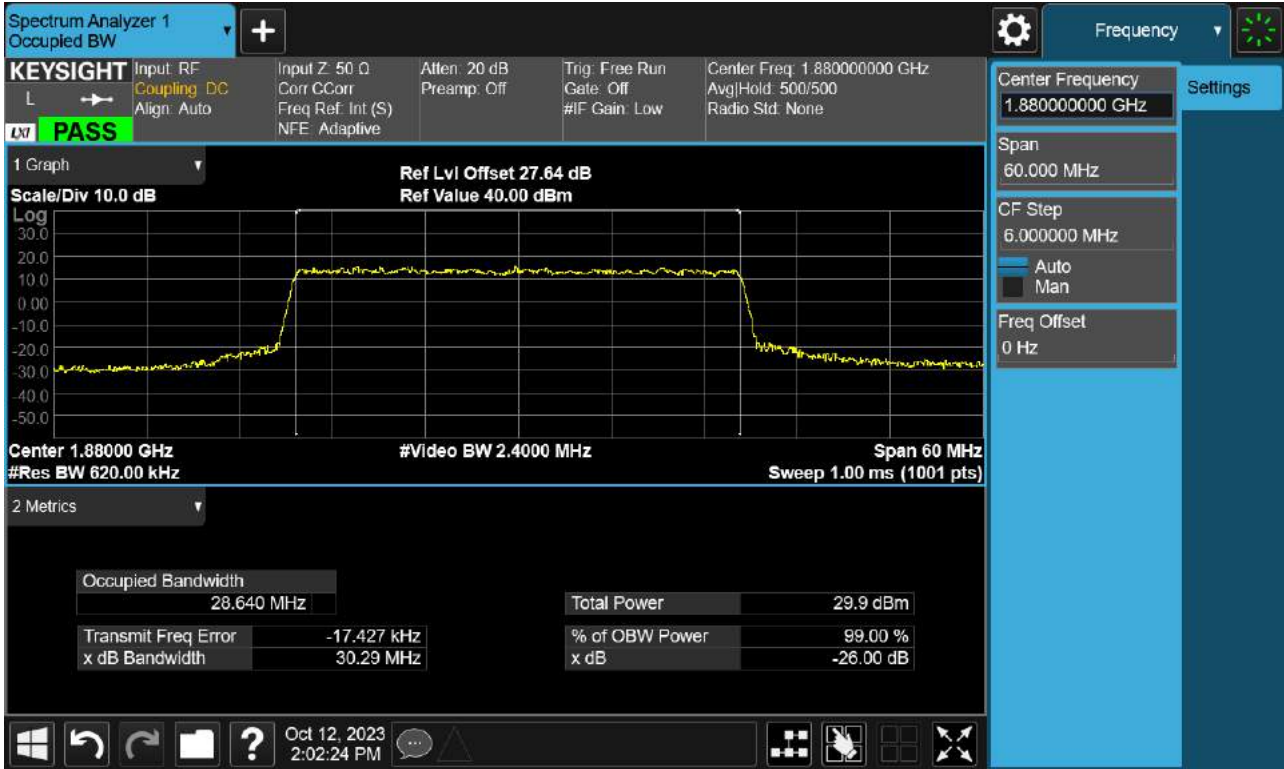 Spectrum Analyzer 1
Occupied BW
Frequency
KEYSIGHT
L
LXI
PASS
Input: RF
Coupling: DC
Align: Auto
Input Z: 50 Ω
Corr CCorr
Freq Ref: Int (S)
NFE: Adaptive
Atten: 20 dB
Preamp: Off
Trig: Free Run
Gate: Off
#IF Gain: Low
Center Freq: 1.880000000 GHz
Avg|Hold: 500/500
Radio Std: None
Center Frequency
1.880000000 GHz
Settings
Span
60.000 MHz
CF Step
6.000000 MHz
Auto
Man
Freq Offset
0 Hz
1 Graph
Scale/Div 10.0 dB
Ref Lvl Offset 27.64 dB
Ref Value 40.00 dBm
Log
30.0
20.0
10.0
0.00
-10.0
-20.0
-30.0
-40.0
-50.0
Center 1.88000 GHz
#Video BW 2.4000 MHz
Span 60 MHz
#Res BW 620.00 kHz
Sweep 1.00 ms (1001 pts)
2 Metrics
Occupied Bandwidth
28.640 MHz
Total Power 29.9 dBm
Transmit Freq Error -17.427 kHz
% of OBW Power 99.00 %
x dB Bandwidth 30.29 MHz
x dB -26.00 dB
?
Oct 12, 2023
2:02:24 PM